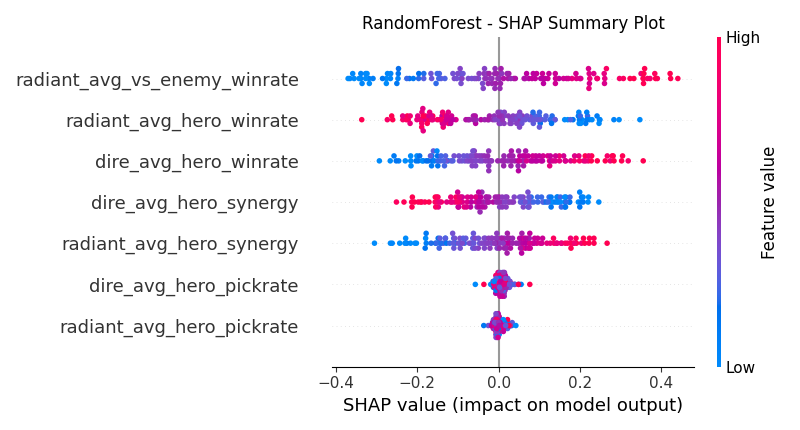 RandomForest - SHAP Summary Plot
High
radiant_avg_vs_enemy_winrate
radiant_avg_hero_winrate
dire_avg_hero_winrate
dire_avg_hero_synergy
radiant_avg_hero_synergy
dire_avg_hero_pickrate
radiant_avg_hero_pickrate
Feature value
Low
−0.4 −0.2 0.0 0.2 0.4
SHAP value (impact on model output)